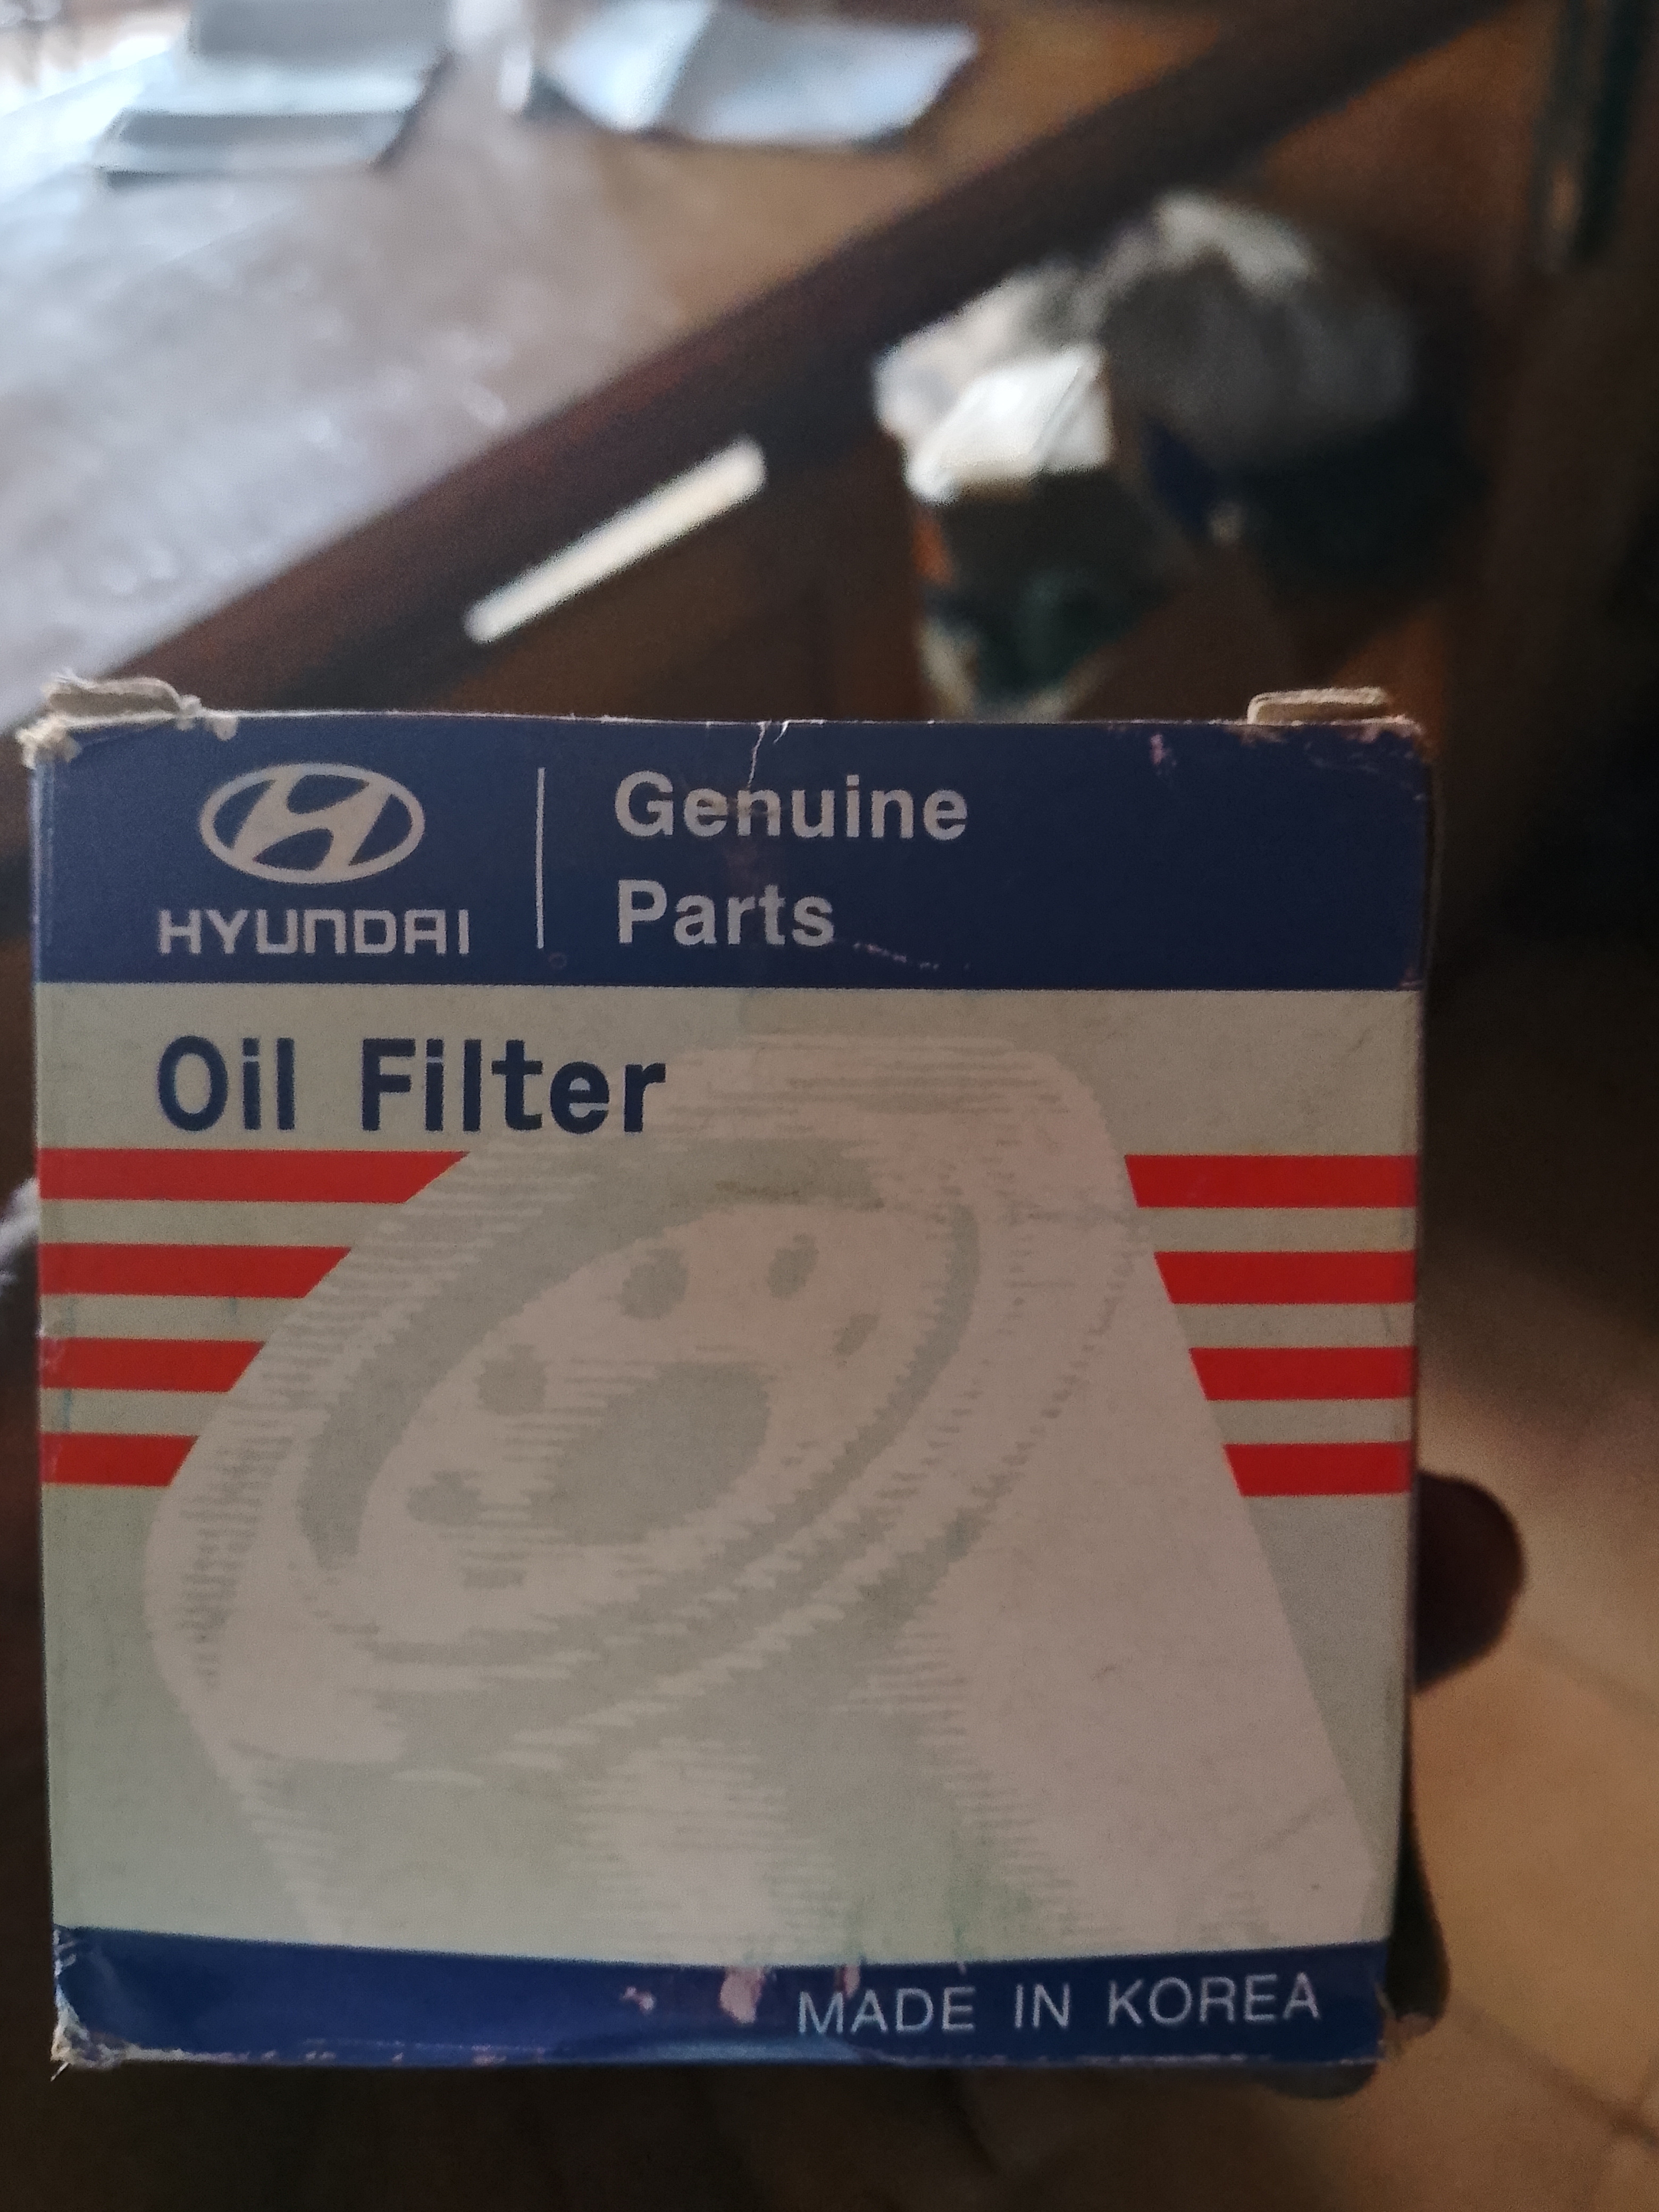 HYUNDAI
Genuine
Parts
Oil Filter
MADE IN KOREA